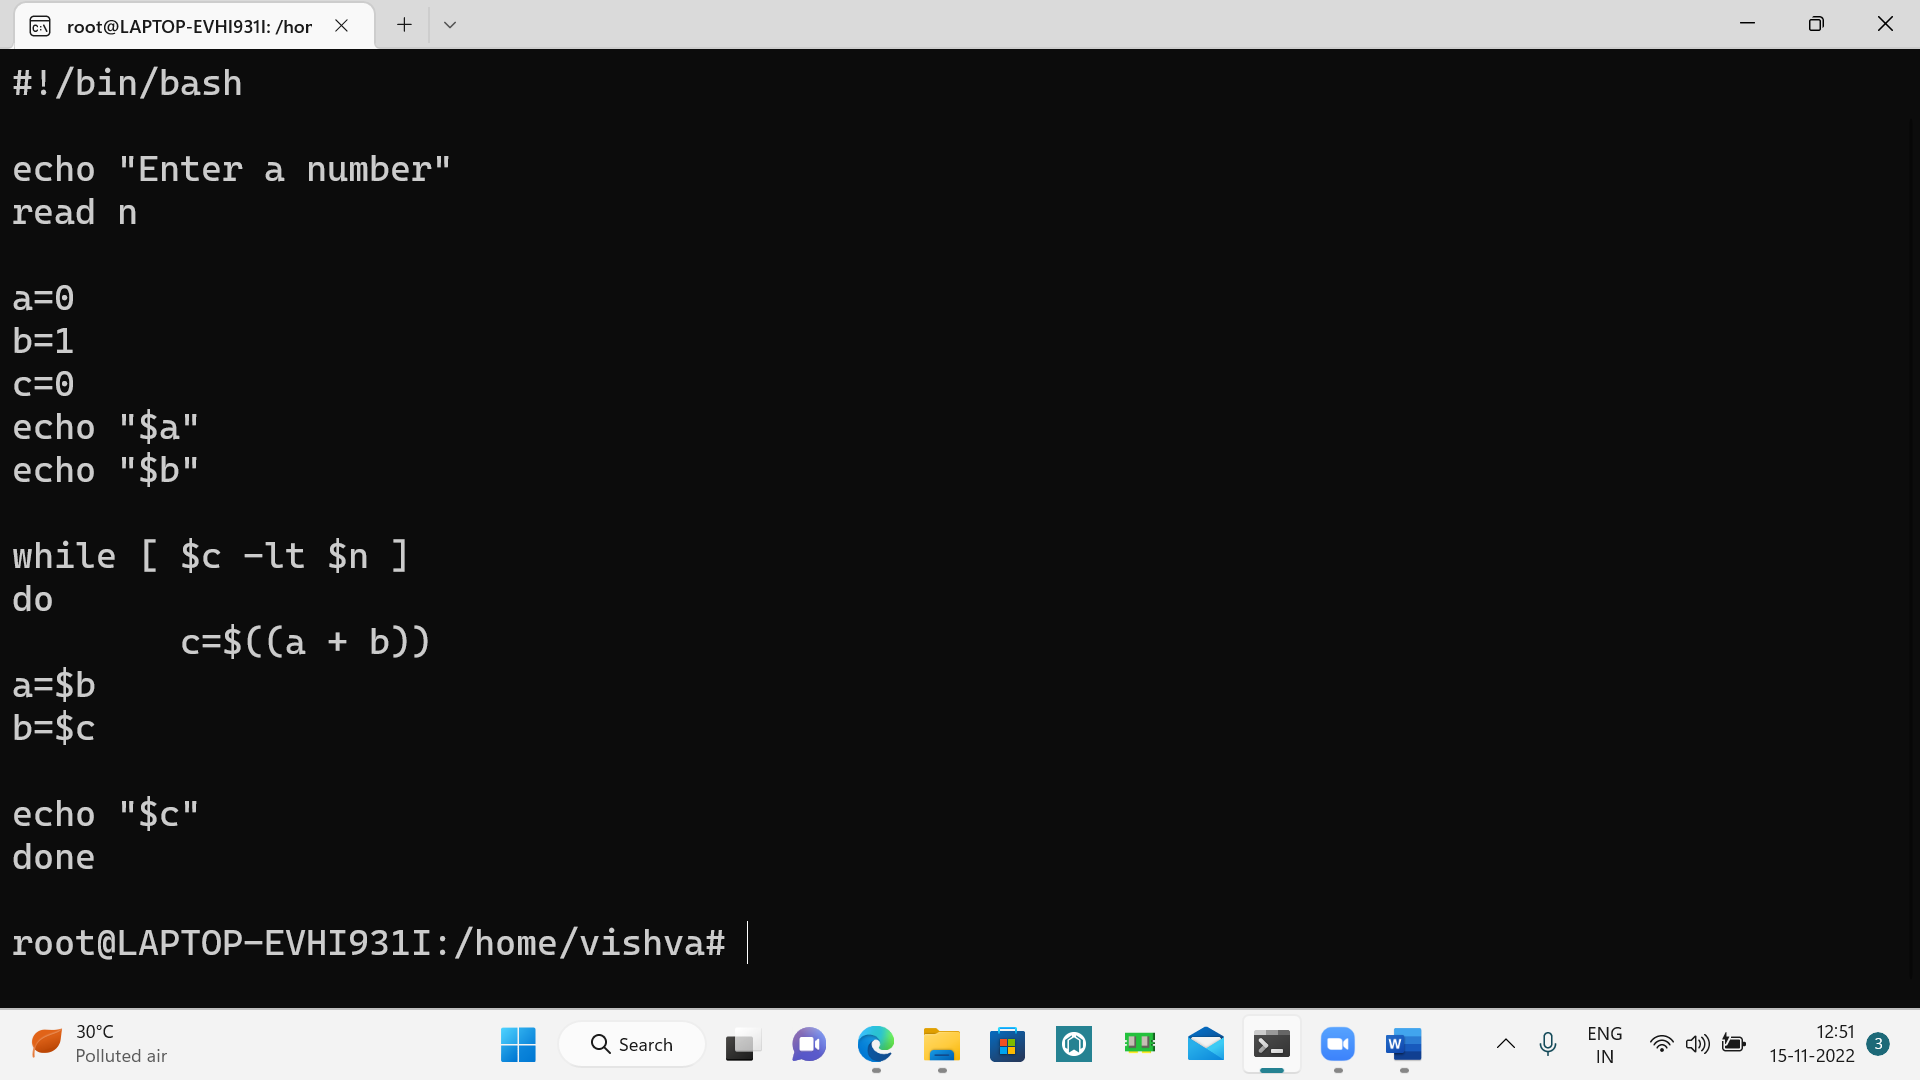 root@LAPTOP-EVHI931I: /hor
#!/bin/bash
echo "Enter a number"
read n
a=0
b=1
c=0
echo "$a"
echo "$b"
while [ $c -lt $n ]
do
        c=$((a + b))
a=$b
b=$c
echo "$c"
done
root@LAPTOP-EVHI931I:/home/vishva#
30°C
Polluted air
Search
ENG
IN
12:51
15-11-2022
3